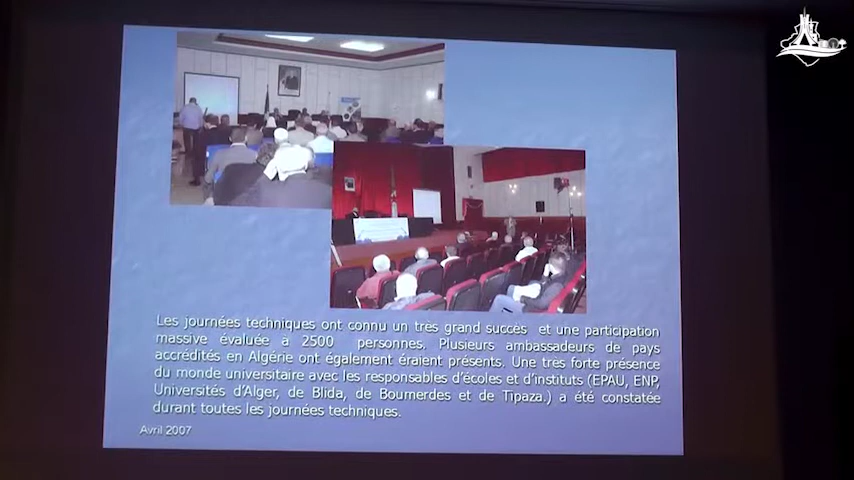 Les journées techniques ont connu un très grand succès et une participation
massive évaluée à 2500 personnes. Plusieurs ambassadeurs de pays
accrédités en Algérie ont également éraient présents. Une très forte présence
du monde universitaire avec les responsables d'écoles et d'instituts (EPAU, ENP,
Universités d'Alger, de Blida, de Boumerdes et de Tipaza.) a été constatée
durant toutes les journées techniques.
Avril 2007